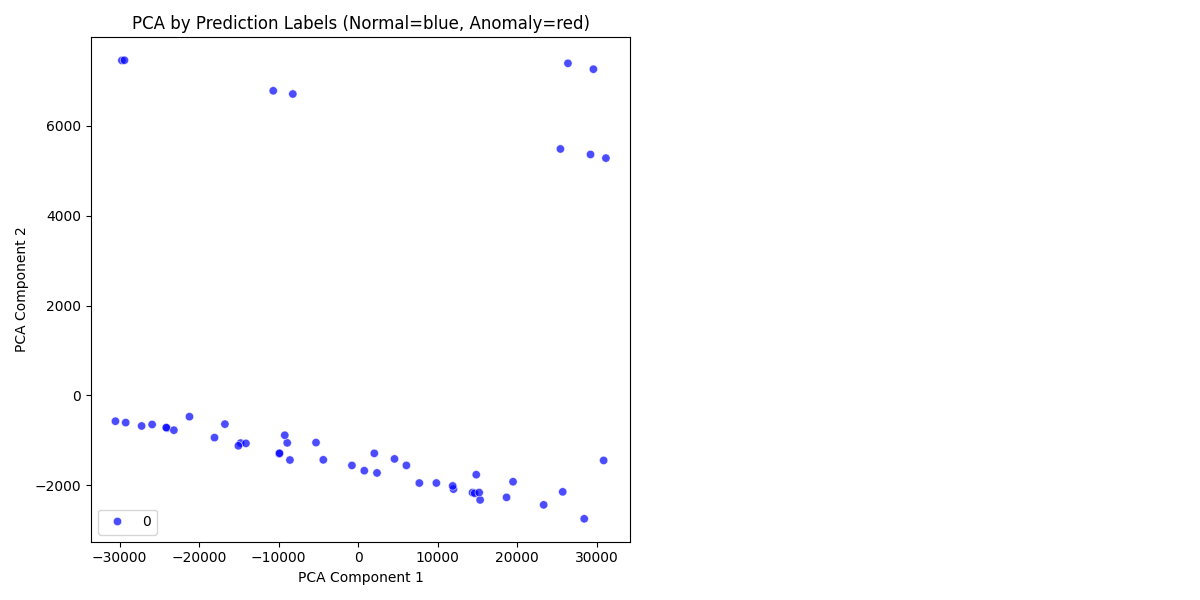 PCA by Prediction Labels (Normal=blue, Anomaly=red)
PCA Component 2
6000
4000
2000
0
−2000
0
−30000 −20000 −10000 0 10000 20000 30000
PCA Component 1